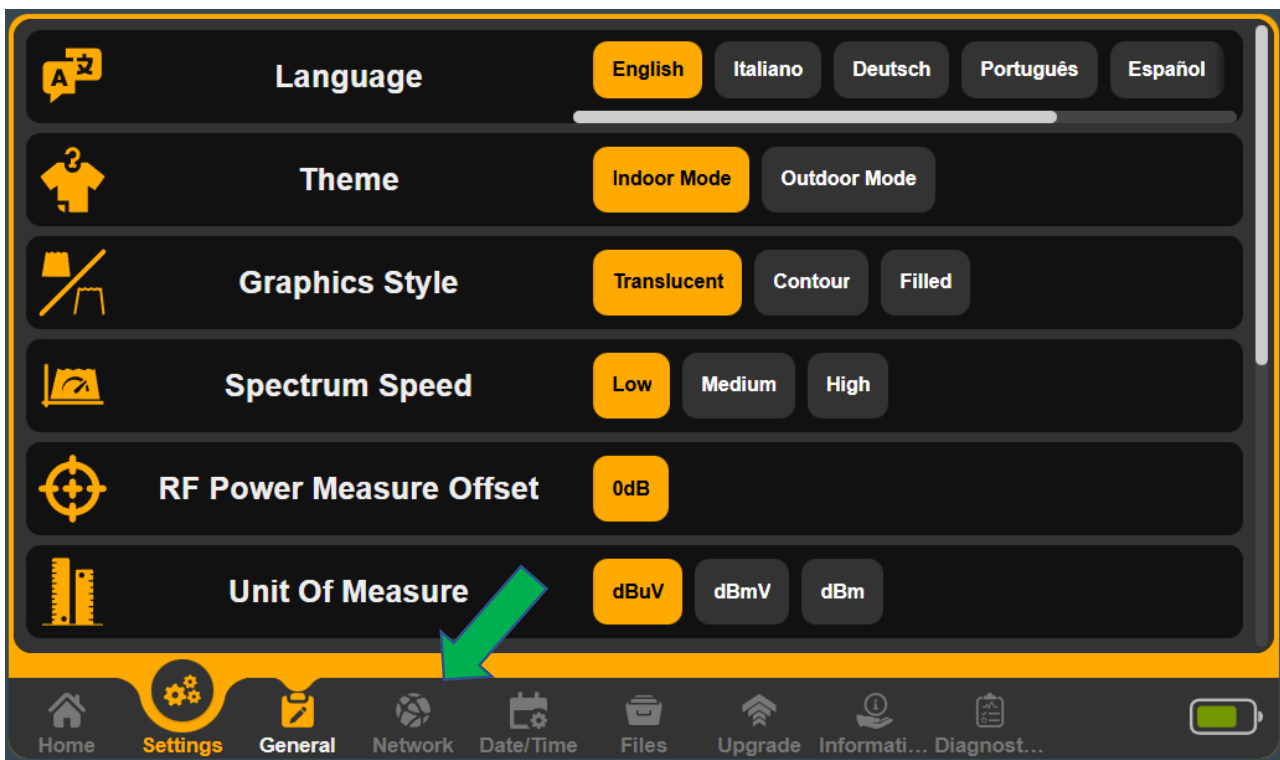 Language English Italiano Deutsch Português Español
Theme Indoor Mode Outdoor Mode
Graphics Style Translucent Contour Filled
Spectrum Speed Low Medium High
RF Power Measure Offset 0dB
Unit Of Measure dBuV dBmV dBm
Home Settings General Network Date/Time Files Upgrade Informati... Diagnost...